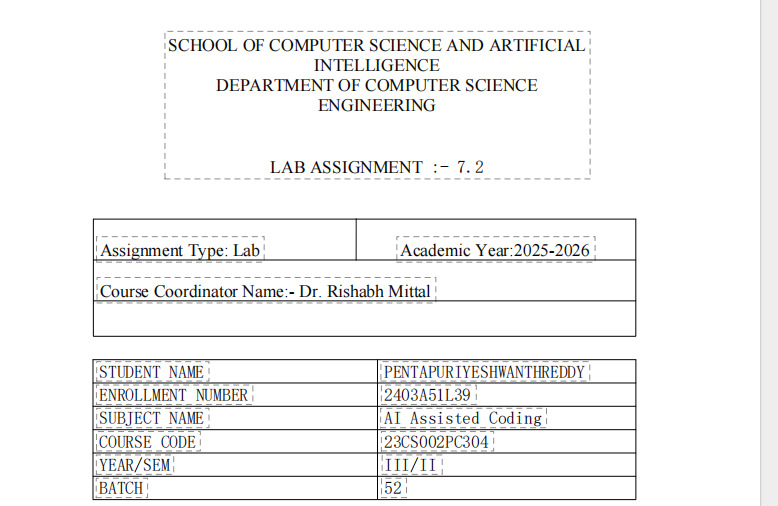 SCHOOL OF COMPUTER SCIENCE AND ARTIFICIAL
INTELLIGENCE
DEPARTMENT OF COMPUTER SCIENCE
ENGINEERING
LAB ASSIGNMENT :- 7.2
Assignment Type: Lab Academic Year:2025-2026
Course Coordinator Name:- Dr. Rishabh Mittal
STUDENT NAME PENTAPURIYESHWANTHREDDY
ENROLLMENT NUMBER 2403A51L39
SUBJECT NAME AI Assisted Coding
COURSE CODE 23CS002PC304
YEAR/SEM III/II
BATCH 52